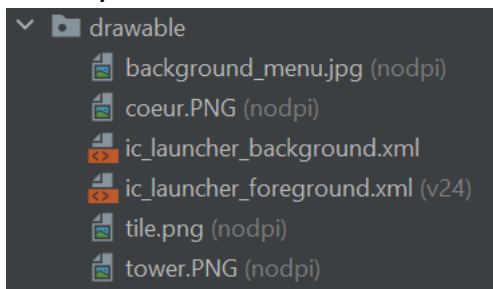 drawable
background_menu.jpg (nodpi)
coeur.PNG (nodpi)
ic_launcher_background.xml
ic_launcher_foreground.xml (v24)
tile.png (nodpi)
tower.PNG (nodpi)